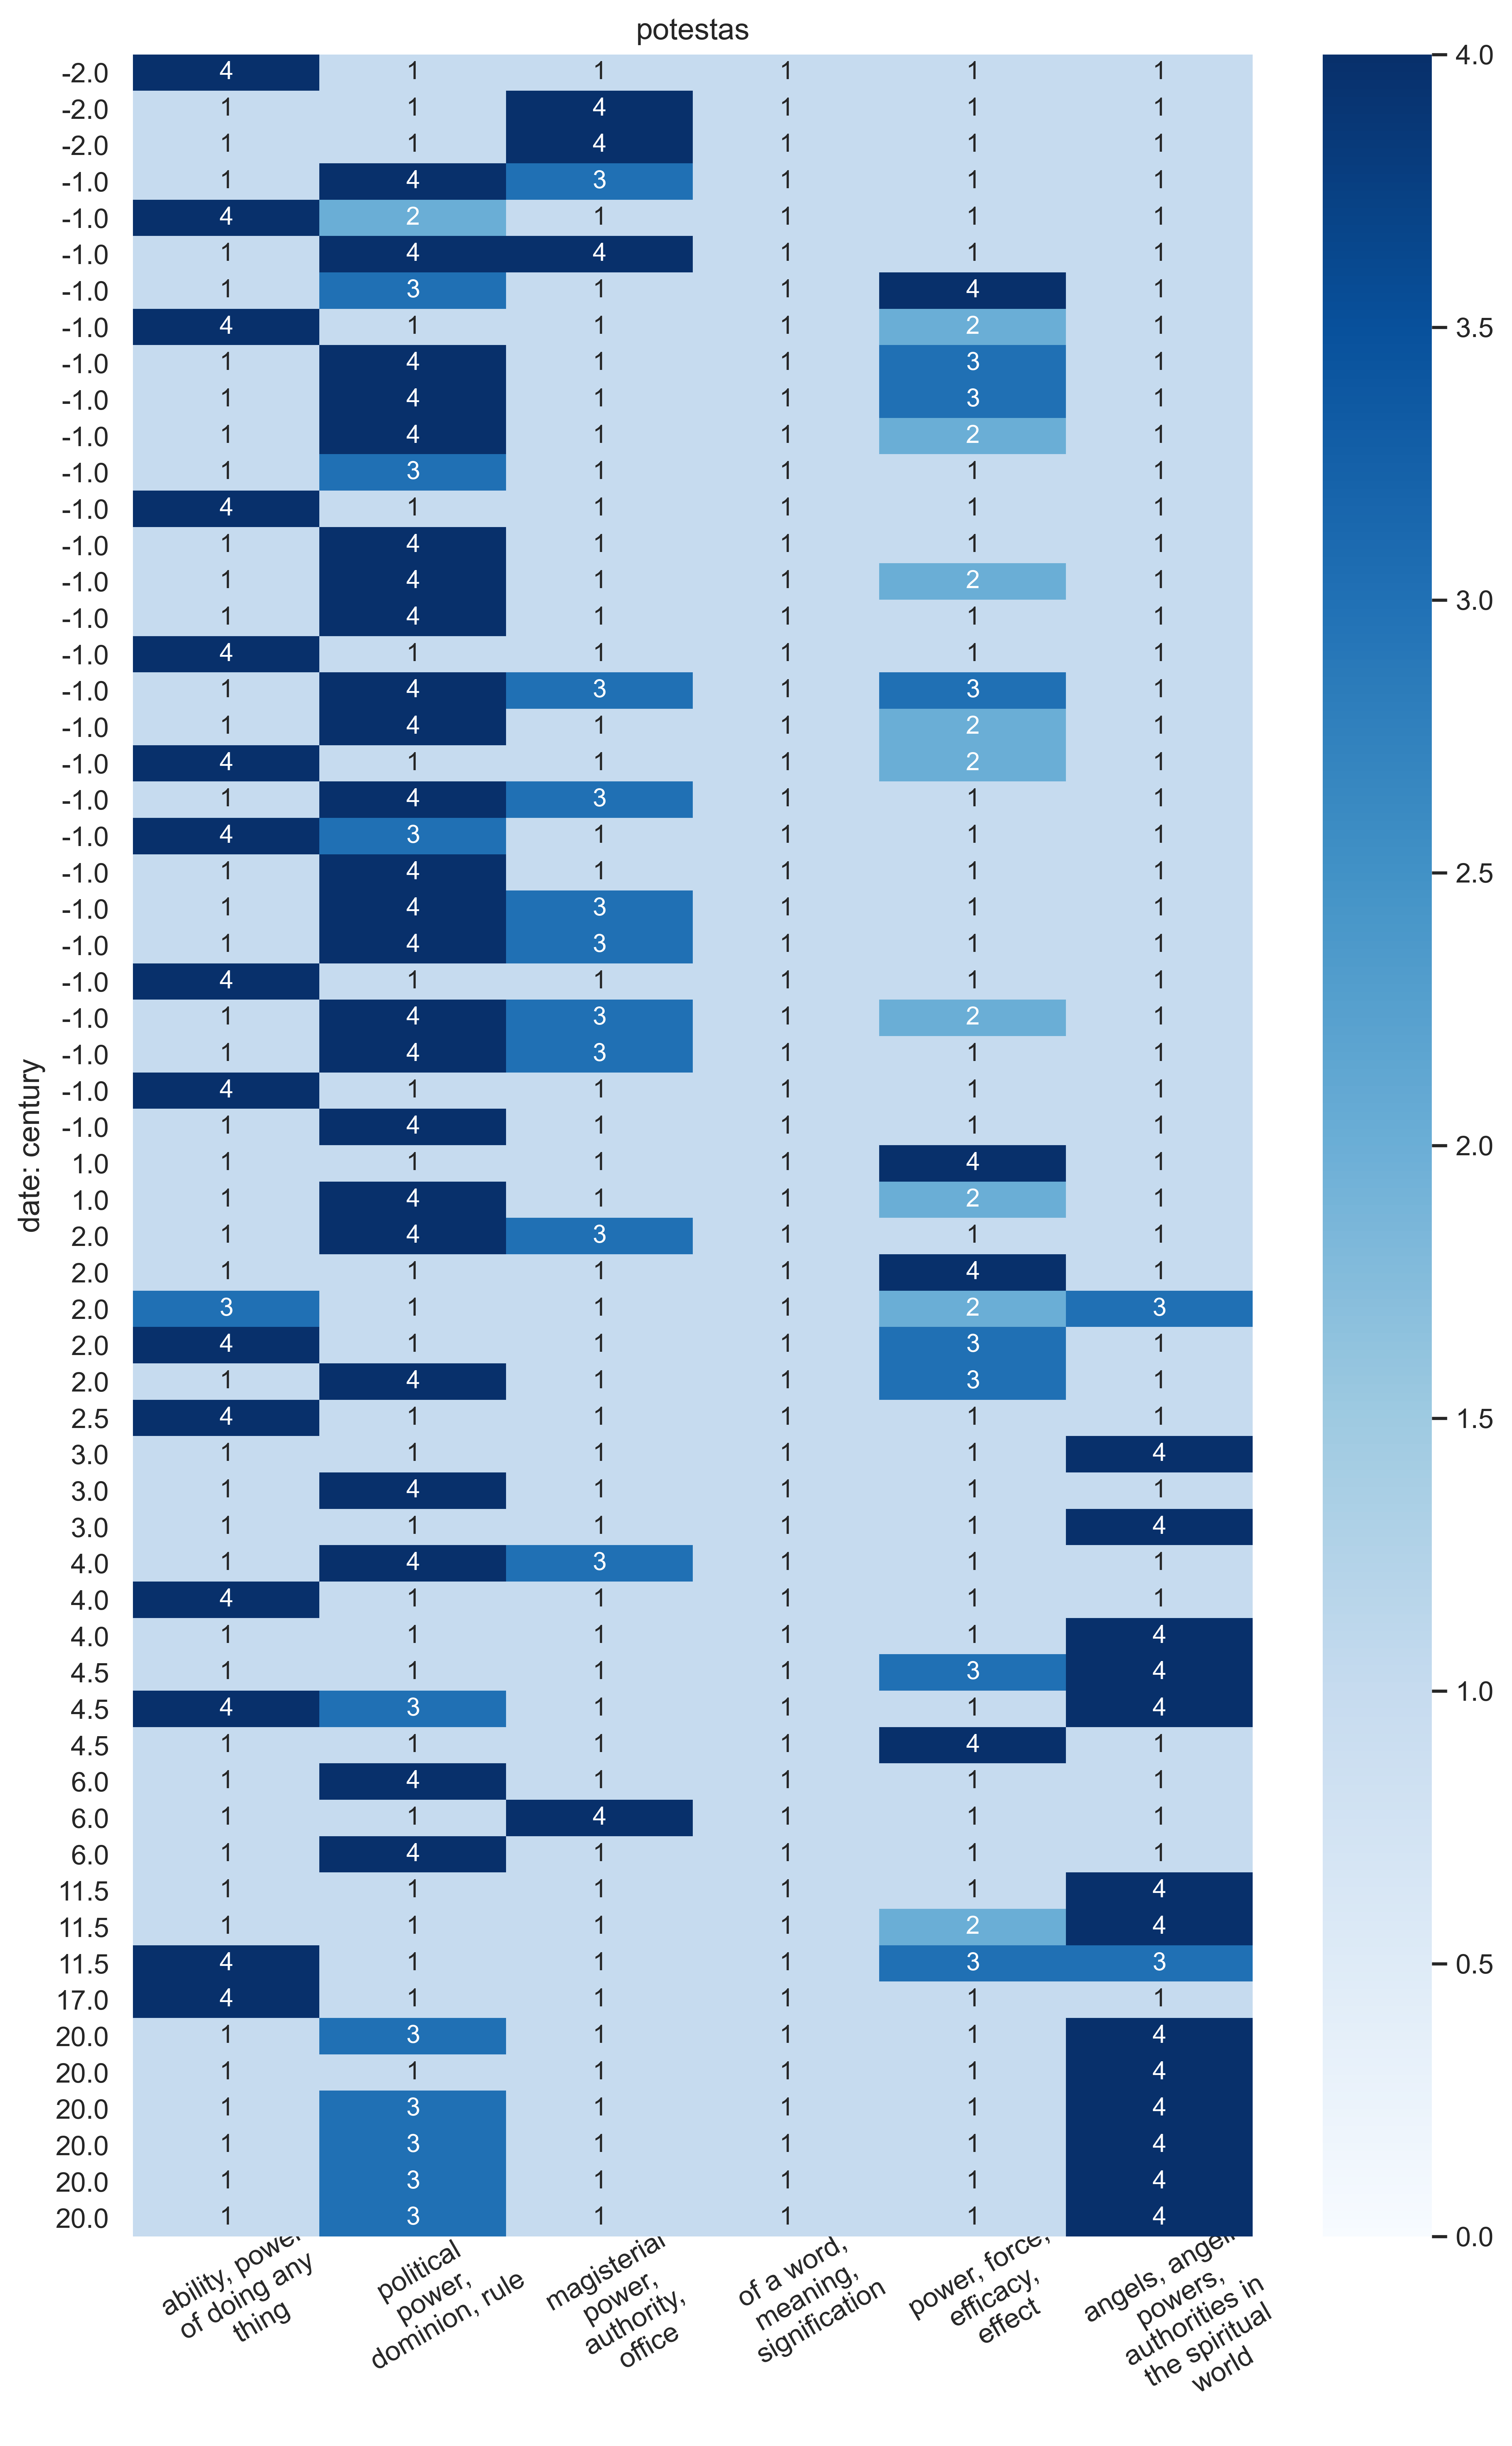 potestas
date: century
-2.0 4 1 1 1 1 1
-2.0 1 1 4 1 1 1
-2.0 1 1 4 1 1 1
-1.0 1 4 3 1 1 1
-1.0 4 2 1 1 1 1
-1.0 1 4 4 1 1 1
-1.0 1 3 1 1 4 1
-1.0 4 1 1 1 2 1
-1.0 1 4 1 1 3 1
-1.0 1 4 1 1 3 1
-1.0 1 4 1 1 2 1
-1.0 1 3 1 1 1 1
-1.0 4 1 1 1 1 1
-1.0 1 4 1 1 1 1
-1.0 1 4 1 1 2 1
-1.0 1 4 1 1 1 1
-1.0 4 1 1 1 1 1
-1.0 1 4 3 1 3 1
-1.0 1 4 1 1 2 1
-1.0 4 1 1 1 2 1
-1.0 1 4 3 1 1 1
-1.0 4 3 1 1 1 1
-1.0 1 4 1 1 1 1
-1.0 1 4 3 1 1 1
-1.0 1 4 3 1 1 1
-1.0 4 1 1 1 1 1
-1.0 1 4 3 1 2 1
-1.0 1 4 3 1 1 1
-1.0 4 1 1 1 1 1
-1.0 1 4 1 1 1 1
1.0 1 1 1 1 4 1
1.0 1 4 1 1 2 1
2.0 1 4 3 1 1 1
2.0 1 1 1 1 4 1
2.0 3 1 1 1 2 3
2.0 4 1 1 1 3 1
2.0 1 4 1 1 3 1
2.5 4 1 1 1 1 1
3.0 1 1 1 1 1 4
3.0 1 4 1 1 1 1
3.0 1 1 1 1 1 4
4.0 1 4 3 1 1 1
4.0 4 1 1 1 1 1
4.0 1 1 1 1 1 4
4.5 1 1 1 1 3 4
4.5 4 3 1 1 1 4
4.5 1 1 1 1 4 1
6.0 1 4 1 1 1 1
6.0 1 1 4 1 1 1
6.0 1 4 1 1 1 1
11.5 1 1 1 1 1 4
11.5 1 1 1 1 2 4
11.5 4 1 1 1 3 3
17.0 4 1 1 1 1 1
20.0 1 3 1 1 1 4
20.0 1 1 1 1 1 4
20.0 1 3 1 1 1 4
20.0 1 3 1 1 1 4
20.0 1 3 1 1 1 4
20.0 1 3 1 1 1 4
ability, power
of doing any
thing
political
power,
dominion, rule
magisterial
power,
authority,
office
of a word,
meaning,
signification
power, force,
efficacy,
effect
angels, angeli
powers,
authorities in
the spiritual
world
4.0
3.5
3.0
2.5
2.0
1.5
1.0
0.5
0.0